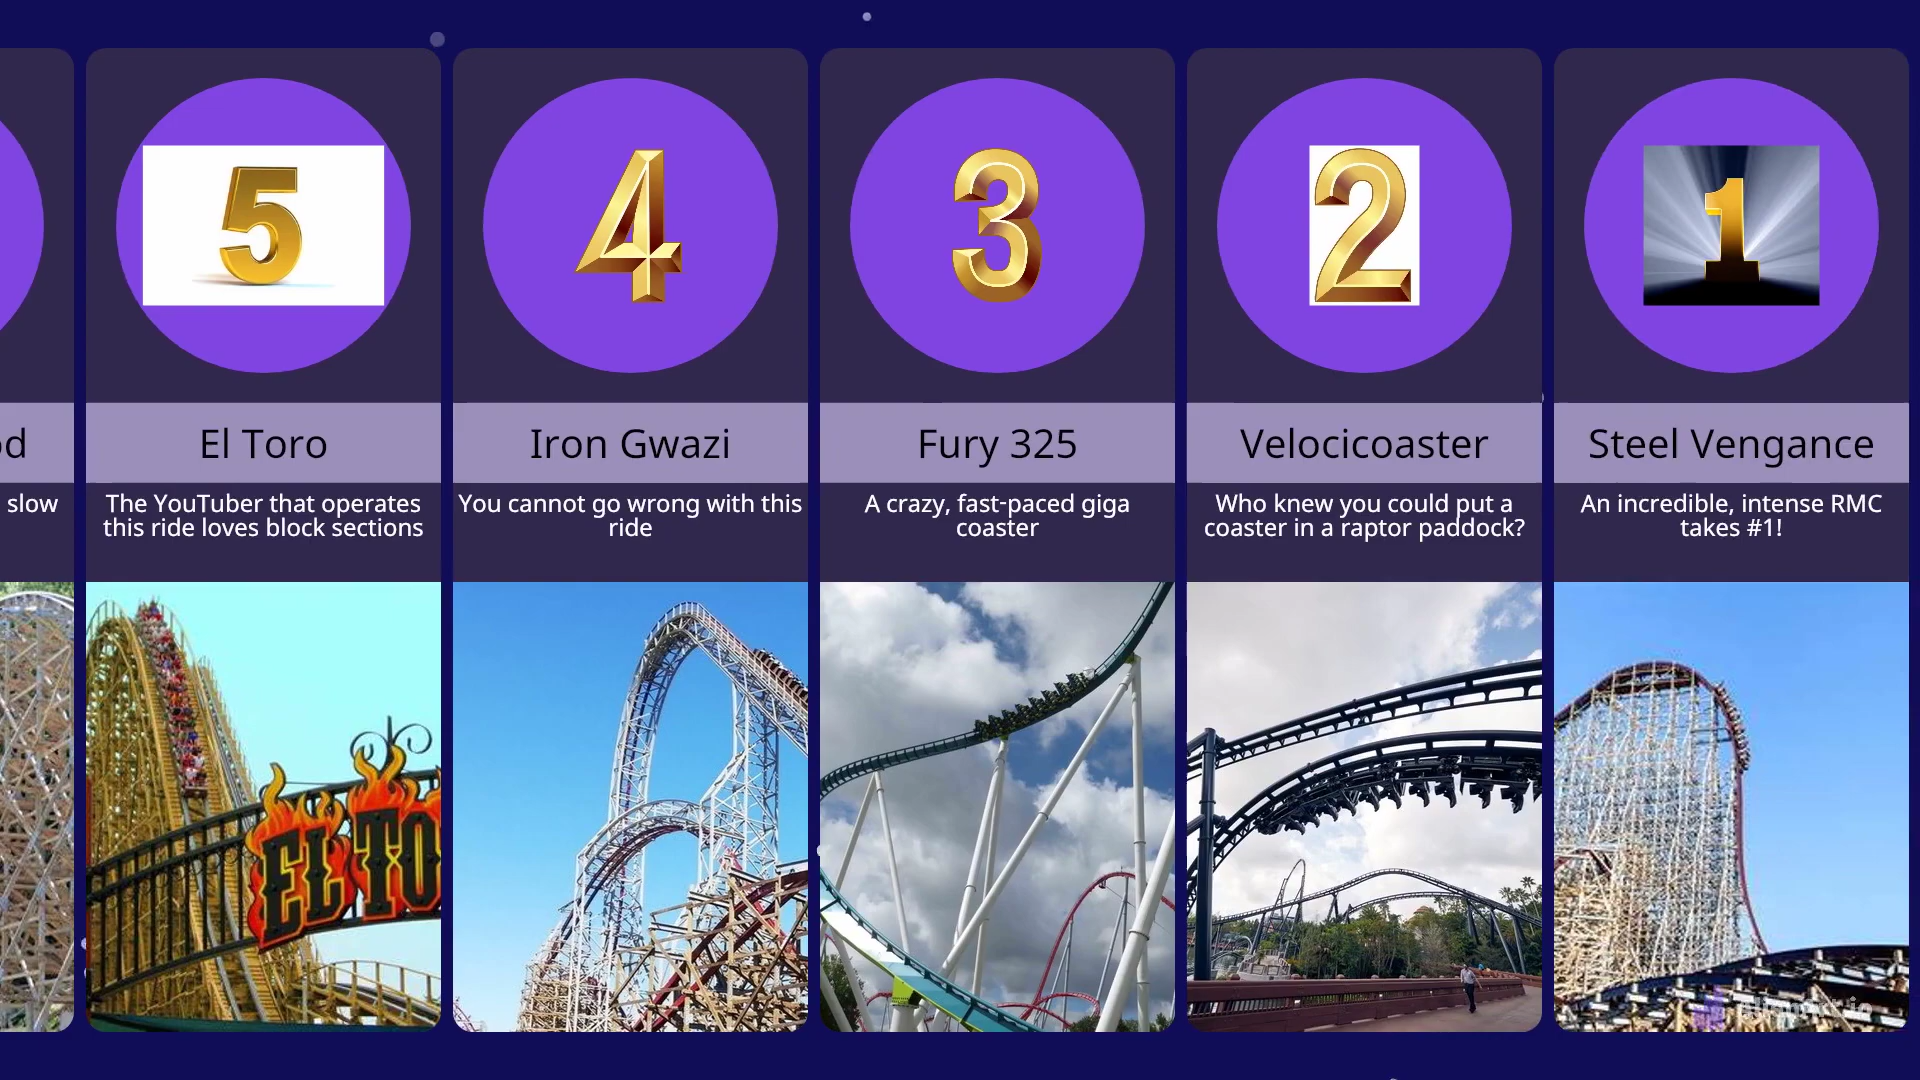 od
slow
5
El Toro
The YouTuber that operates
this ride loves block sections
EL TO
4
Iron Gwazi
You cannot go wrong with this
ride
3
Fury 325
A crazy, fast-paced giga
coaster
2
Velocicoaster
Who knew you could put a
coaster in a raptor paddock?
1
Steel Vengance
An incredible, intense RMC
takes #1!